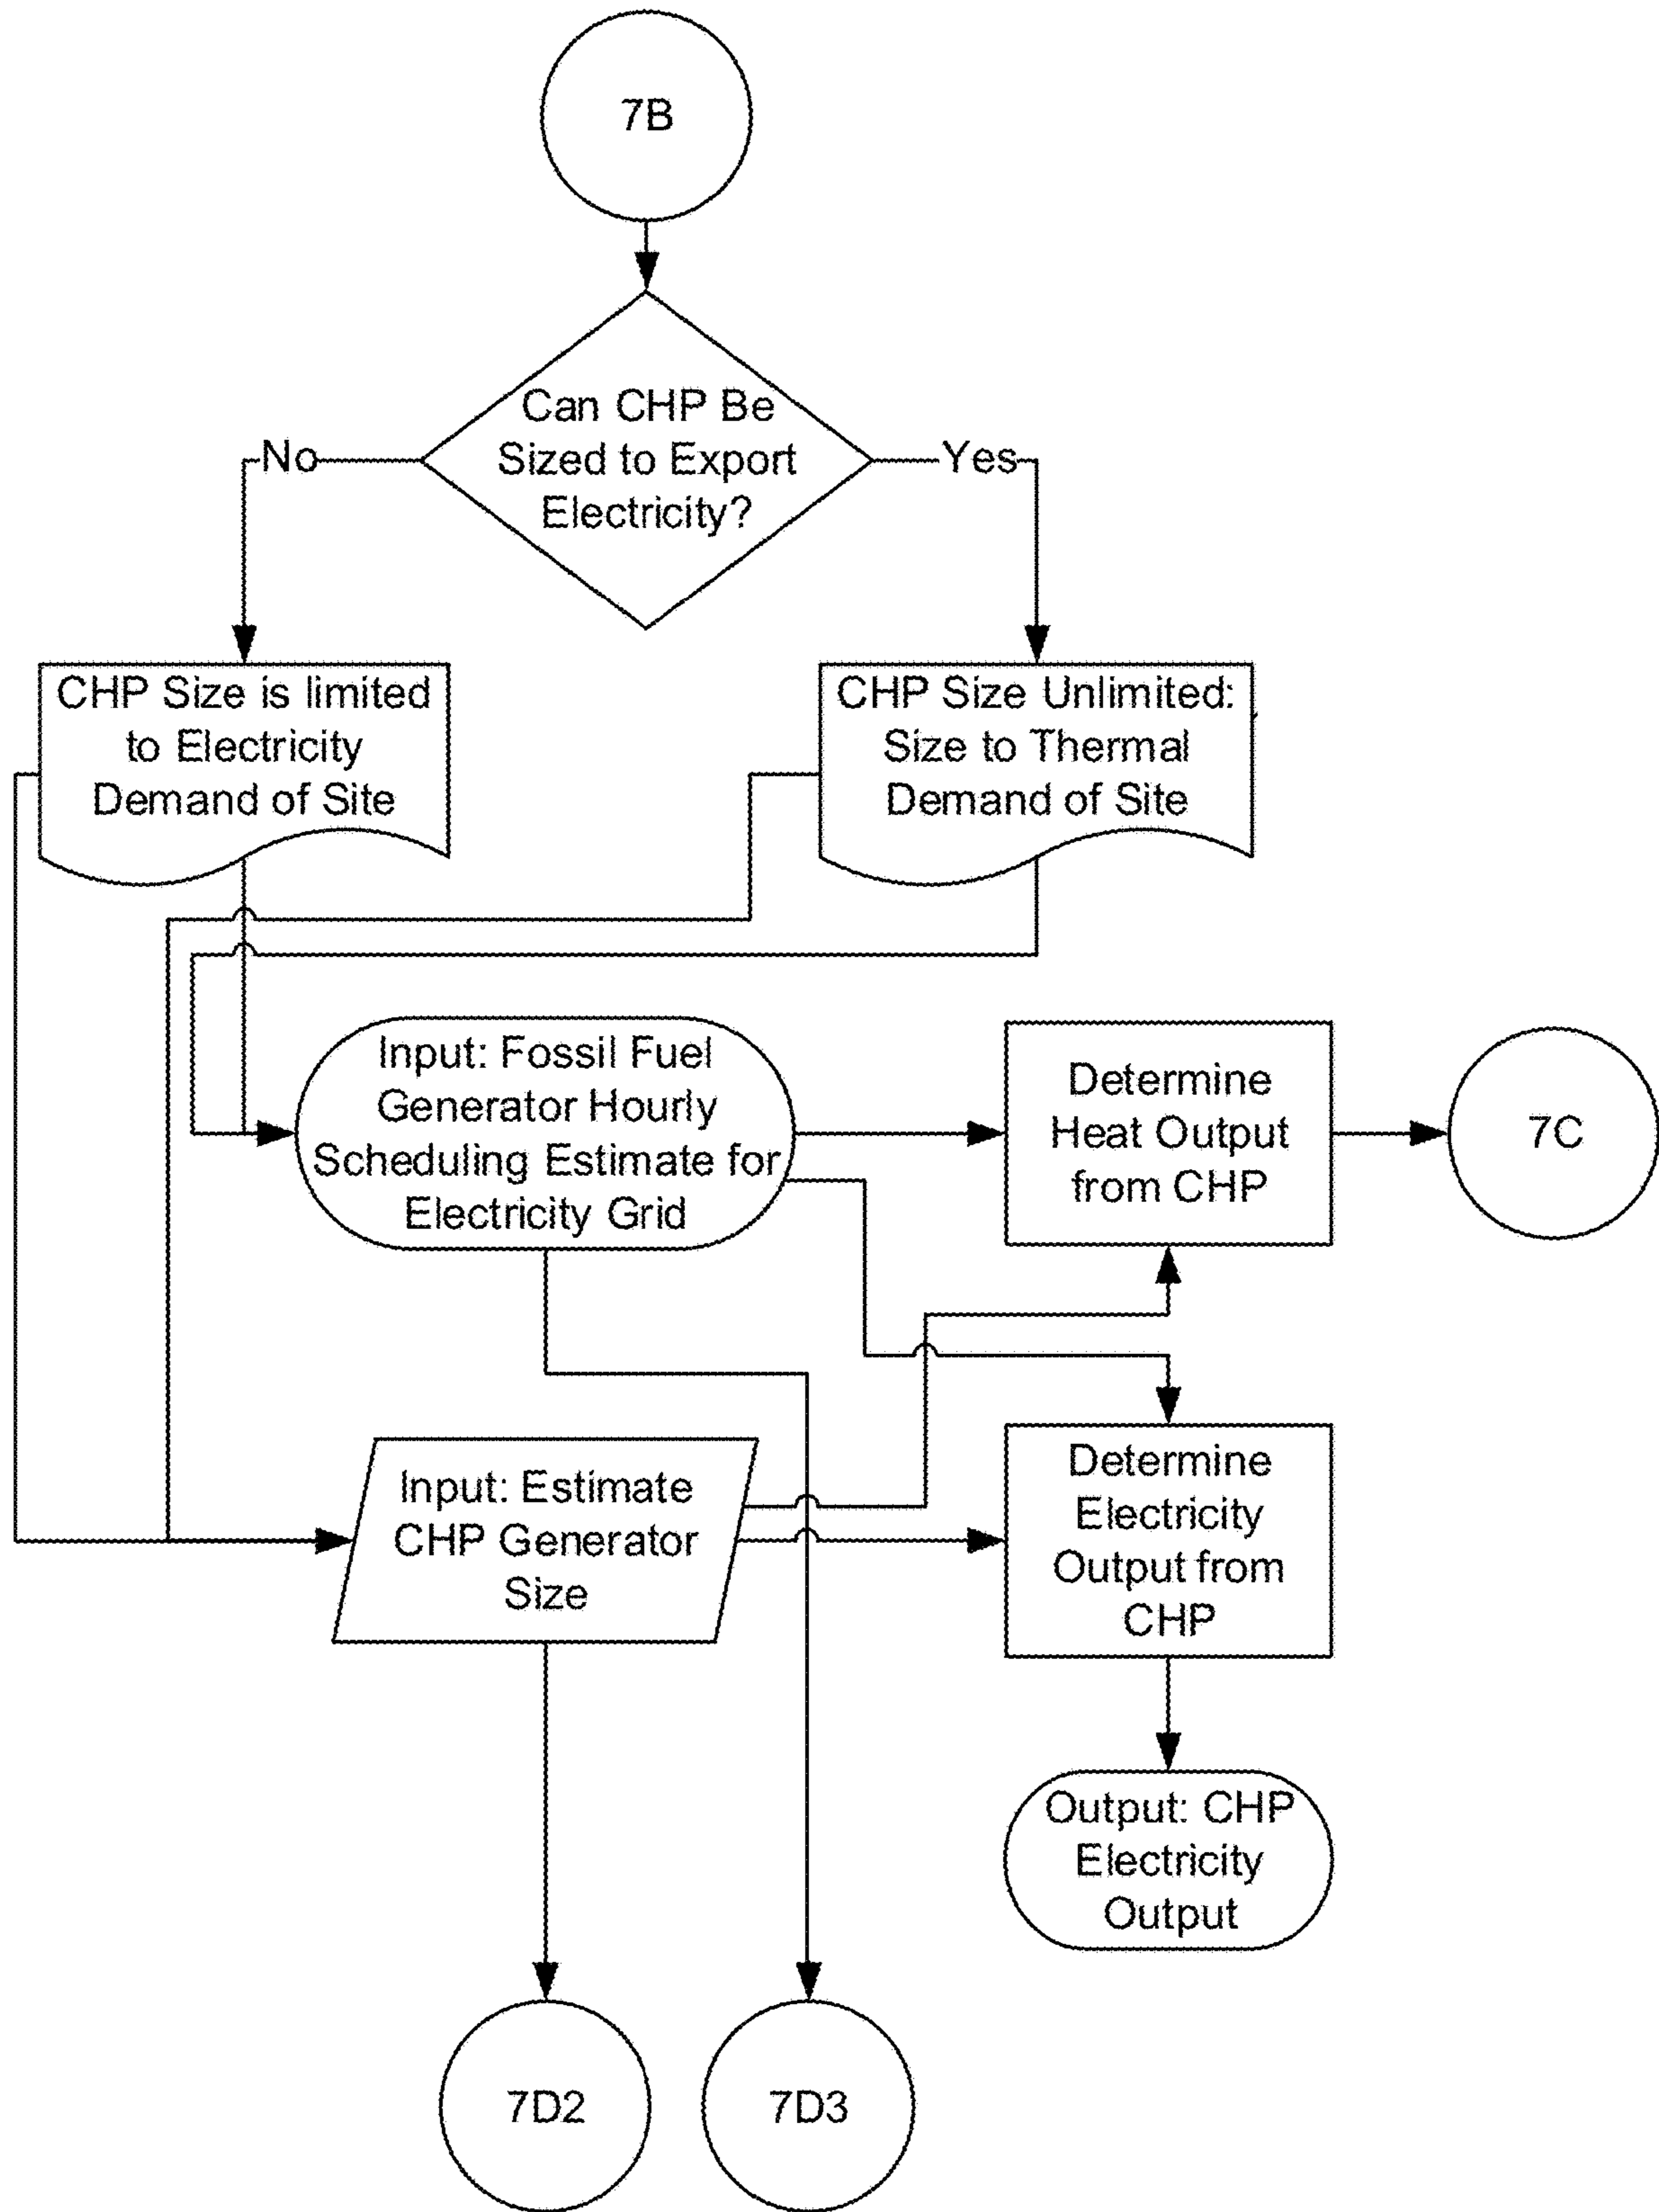 7B
Can CHP Be
Sized to Export
Electricity?
No
Yes
CHP Size is limited
to Electricity
Demand of Site
CHP Size Unlimited:
Size to Thermal
Demand of Site
Input: Fossil Fuel
Generator Hourly
Scheduling Estimate for
Electricity Grid
Determine
Heat Output
from CHP
7C
Input: Estimate
CHP Generator
Size
Determine
Electricity
Output from
CHP
Output: CHP
Electricity
Output
7D2
7D3